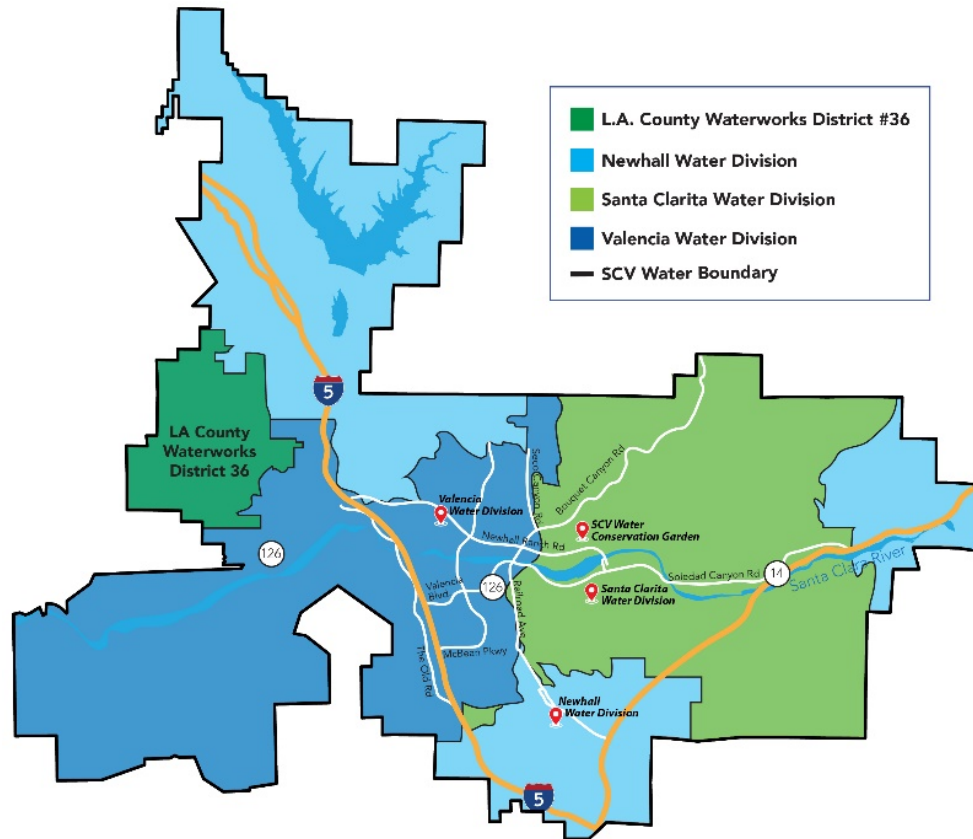 L.A. County Waterworks District #36
Newhall Water Division
Santa Clarita Water Division
Valencia Water Division
SCV Water Boundary
5
LA County
Waterworks
District 36
Bouquet Canyon Rd
Seco Canyon Rd
Valencia
Water Division
SCV Water
Conservation Garden
Newhall Ranch Rd
126
Soledad Canyon Rd
14
Santa Clara River
Valencia
Blvd
126
Santa Clarita
Water Division
Railroad Ave
McBean Pkwy
The Old Rd
Newhall
Water Division
5